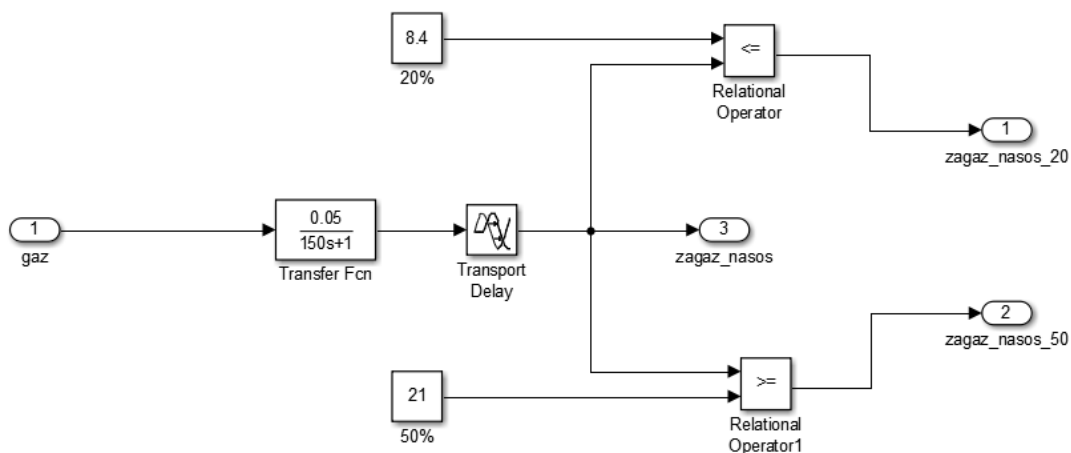 8.4
20%
<=
Relational
Operator
1
zagaz_nasos_20
1
gaz
0.05
150s+1
Transfer Fcn
Transport
Delay
3
zagaz_nasos
2
zagaz_nasos_50
21
50%
>=
Relational
Operator1